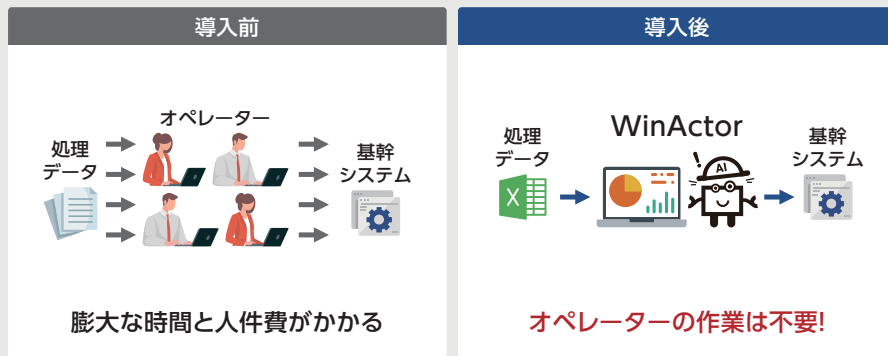 導入前
オペレーター
処理
データ
基幹
システム
膨大な時間と人件費がかかる
導入後
処理
データ
WinActor
AI
基幹
システム
オペレーターの作業は不要!